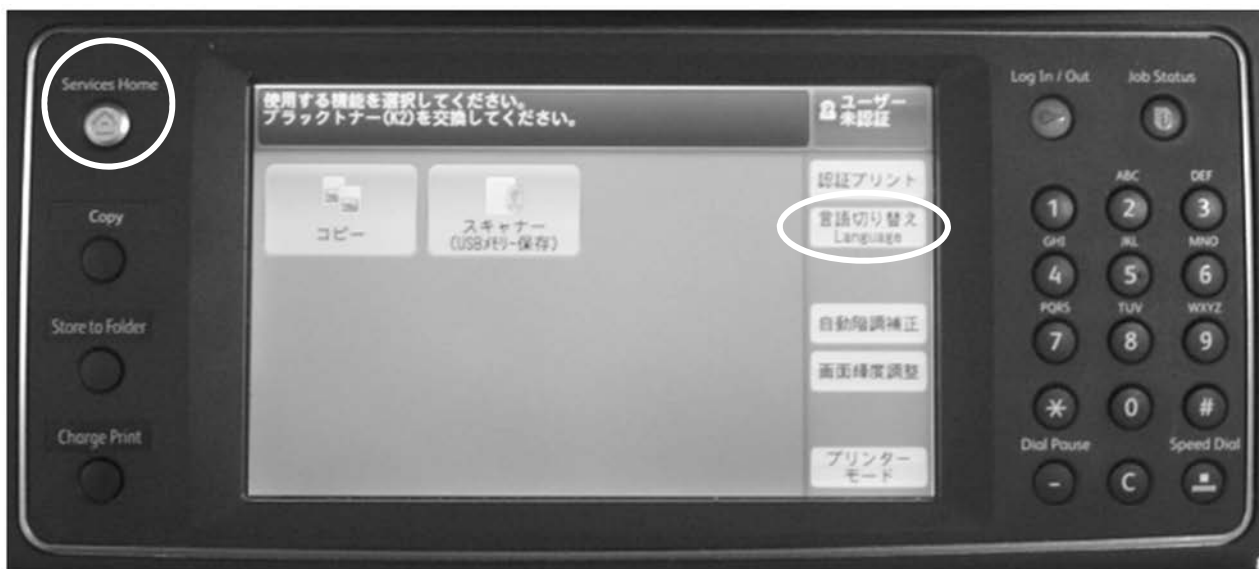 Services Home
Copy
Store to Folder
Charge Print
使用する機能を選択してください。
ブラックトナー(K2)を交換してください。
ユーザー
未認証
コピー
スキャナー
(USBメモリー保存)
認証プリント
言語切り替え
Language
自動階調補正
画面輝度調整
プリンター
モード
Log In / Out
Job Status
ABC
DEF
1
2
3
GHI
JKL
MNO
4
5
6
PQRS
TUV
WXYZ
7
8
9
*
0
#
Dial Pause
Speed Dial
-
C